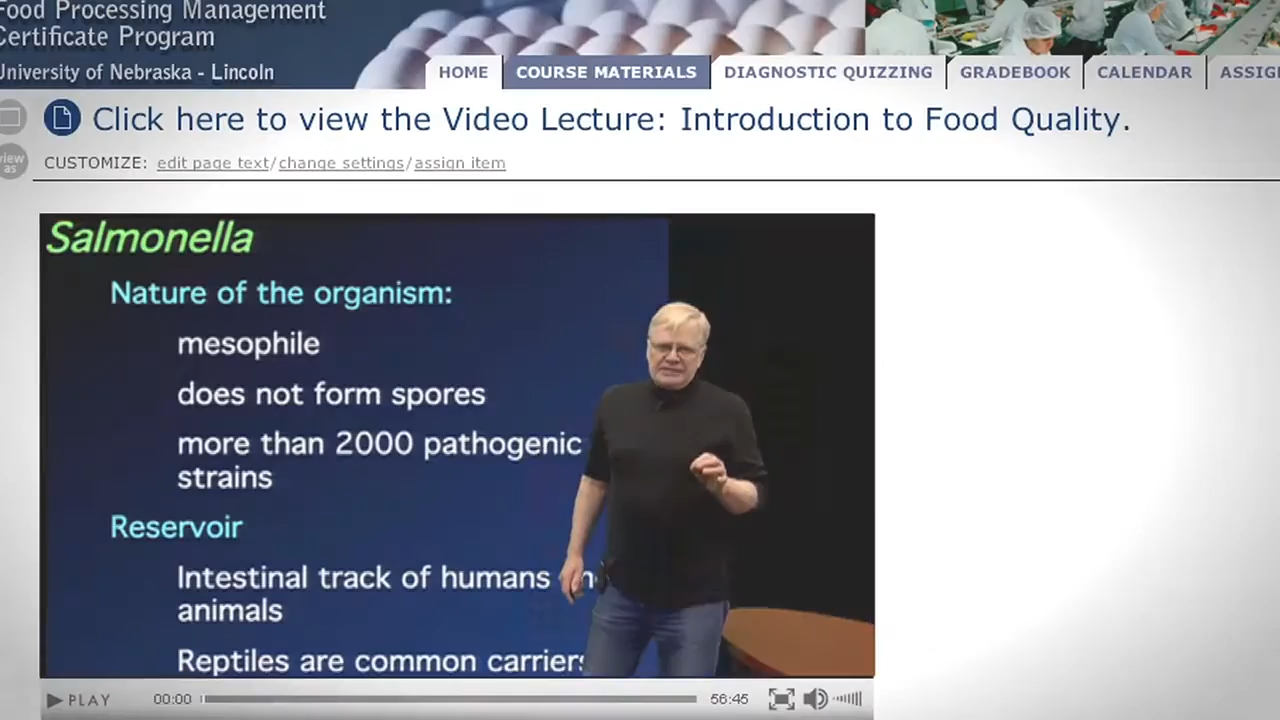 Food Processing Management
Certificate Program
University of Nebraska - Lincoln
HOME
COURSE MATERIALS
DIAGNOSTIC QUIZZING
GRADEBOOK
CALENDAR
Click here to view the Video Lecture: Introduction to Food Quality.
view
as
CUSTOMIZE: edit page text/change settings/assign item
Salmonella
Nature of the organism:
mesophile
does not form spores
more than 2000 pathogenic
strains
Reservoir
Intestinal track of humans
animals
Reptiles are common carriers
PLAY
00:00
56:45